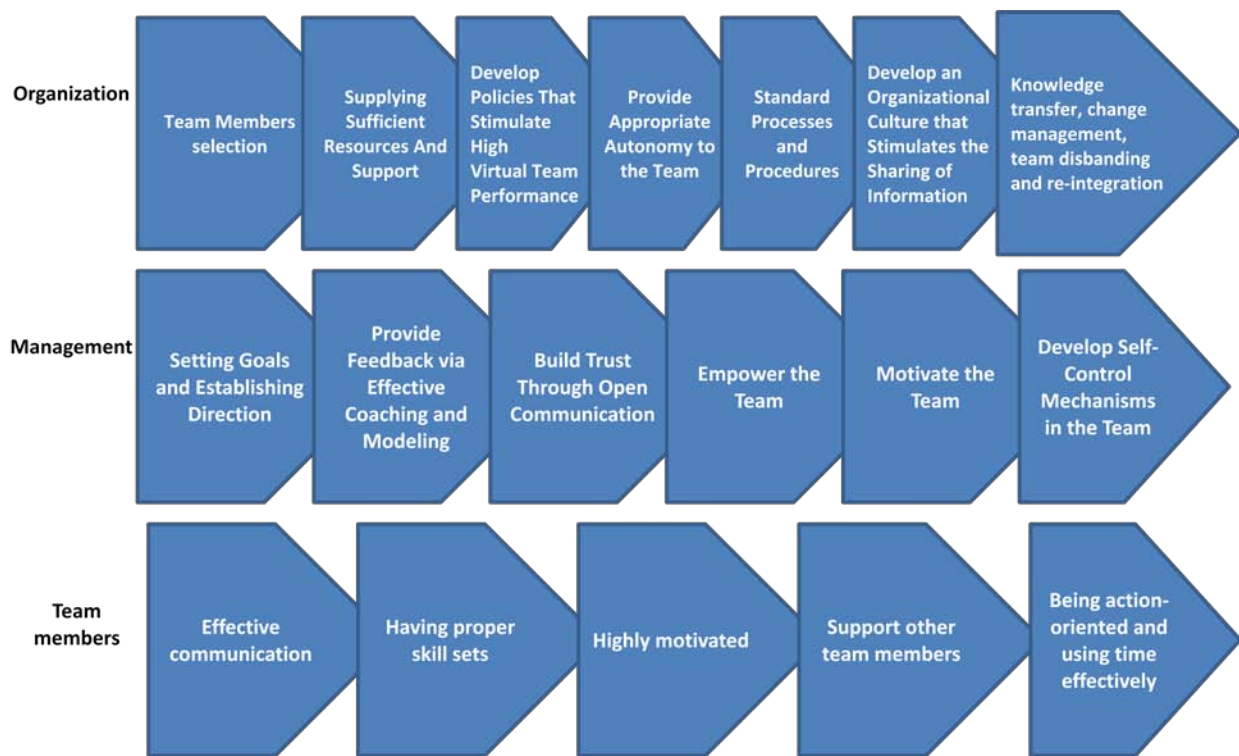 Organization
Team Members
selection
Supplying
Sufficient
Resources And
Support
Develop
Policies That
Stimulate
High
Virtual Team
Performance
Provide
Appropriate
Autonomy to
the Team
Standard
Processes
and
Procedures
Develop an
Organizational
Culture that
Stimulates the
Sharing of
Information
Knowledge
transfer, change
management,
team disbanding
and re-integration
Management
Setting Goals
and Establishing
Direction
Provide
Feedback via
Effective
Coaching and
Modeling
Build Trust
Through Open
Communication
Empower the
Team
Motivate the
Team
Develop Self-
Control
Mechanisms
in the Team
Team
members
Effective
communication
Having proper
skill sets
Highly motivated
Support other
team members
Being action-
oriented and
using time
effectively